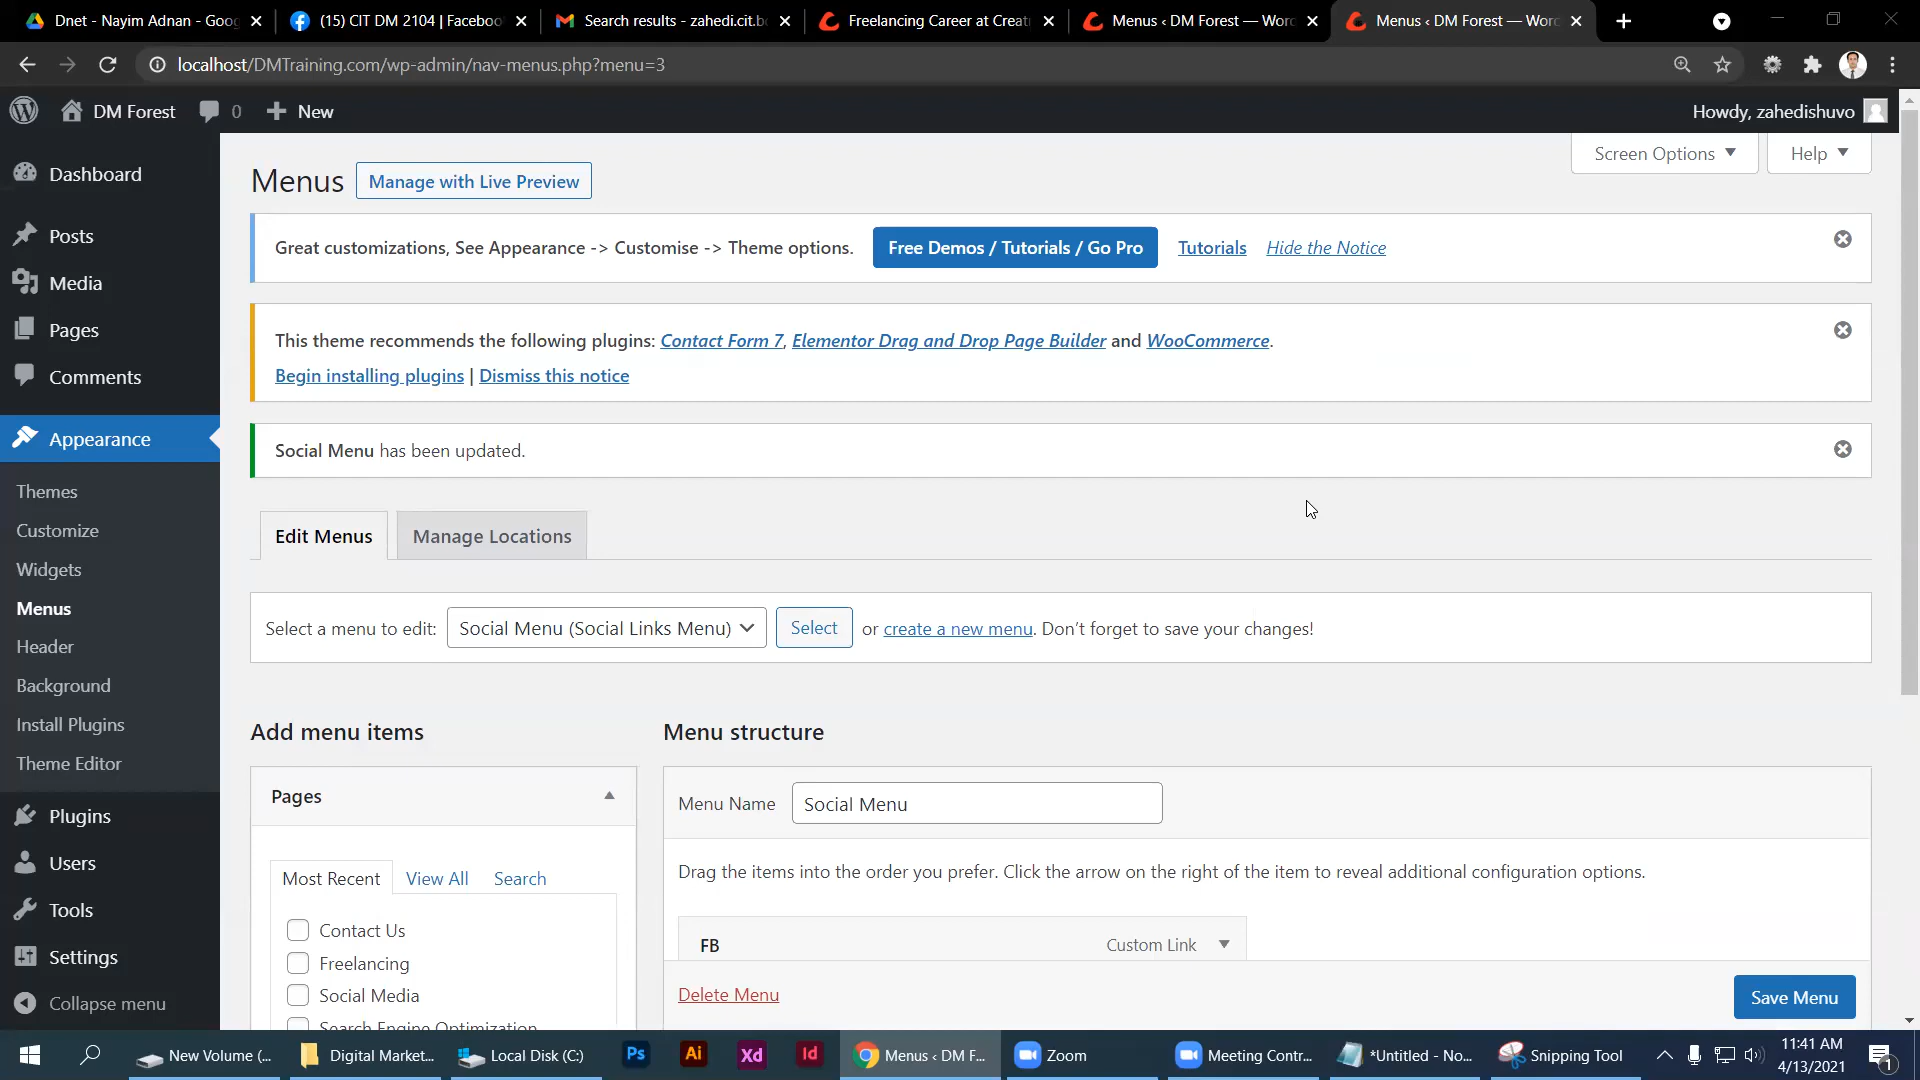 Dnet - Nayim Adnan - Goo
(15) CIT DM 2104 | Faceboo
Search results - zahedi.cit.b
Freelancing Career at Creat
Menus ‹ DM Forest — Wor
Menus ‹ DM Forest — Wor
localhost/DMTraining.com/wp-admin/nav-menus.php?menu=3
DM Forest
0
New
Howdy, zahedishuvo
Screen Options
Help
Dashboard
Posts
Media
Pages
Comments
Appearance
Themes
Customize
Widgets
Menus
Header
Background
Install Plugins
Theme Editor
Plugins
Users
Tools
Settings
Collapse menu
Menus
Manage with Live Preview
Great customizations, See Appearance -> Customise -> Theme options. Free Demos / Tutorials / Go Pro Tutorials Hide the Notice
This theme recommends the following plugins: Contact Form 7, Elementor Drag and Drop Page Builder and WooCommerce.
Begin installing plugins | Dismiss this notice
Social Menu has been updated.
Edit Menus
Manage Locations
Select a menu to edit: Social Menu (Social Links Menu) Select or create a new menu. Don’t forget to save your changes!
Add menu items
Pages
Most Recent View All Search
Contact Us
Freelancing
Social Media
Search Engine Optimization
Menu structure
Menu Name Social Menu
Drag the items into the order you prefer. Click the arrow on the right of the item to reveal additional configuration options.
FB Custom Link
Delete Menu
Save Menu
New Volume (...
Digital Market...
Local Disk (C:)
Ps
Ai
Xd
Id
Menus ‹ DM F...
Zoom
Meeting Contr...
*Untitled - No...
Snipping Tool
11:41 AM
4/13/2021
1